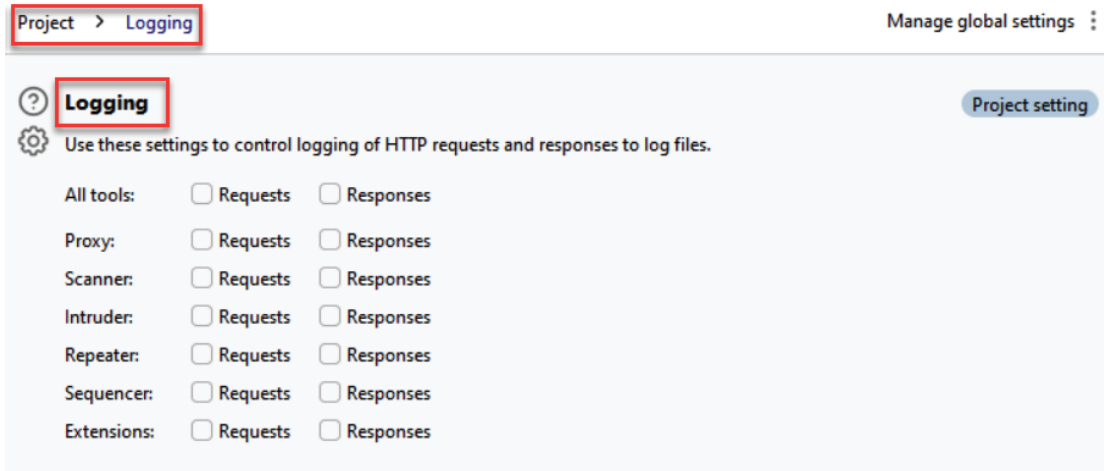 Project > Logging Manage global settings
Logging Project setting
Use these settings to control logging of HTTP requests and responses to log files.
All tools: Requests Responses
Proxy: Requests Responses
Scanner: Requests Responses
Intruder: Requests Responses
Repeater: Requests Responses
Sequencer: Requests Responses
Extensions: Requests Responses